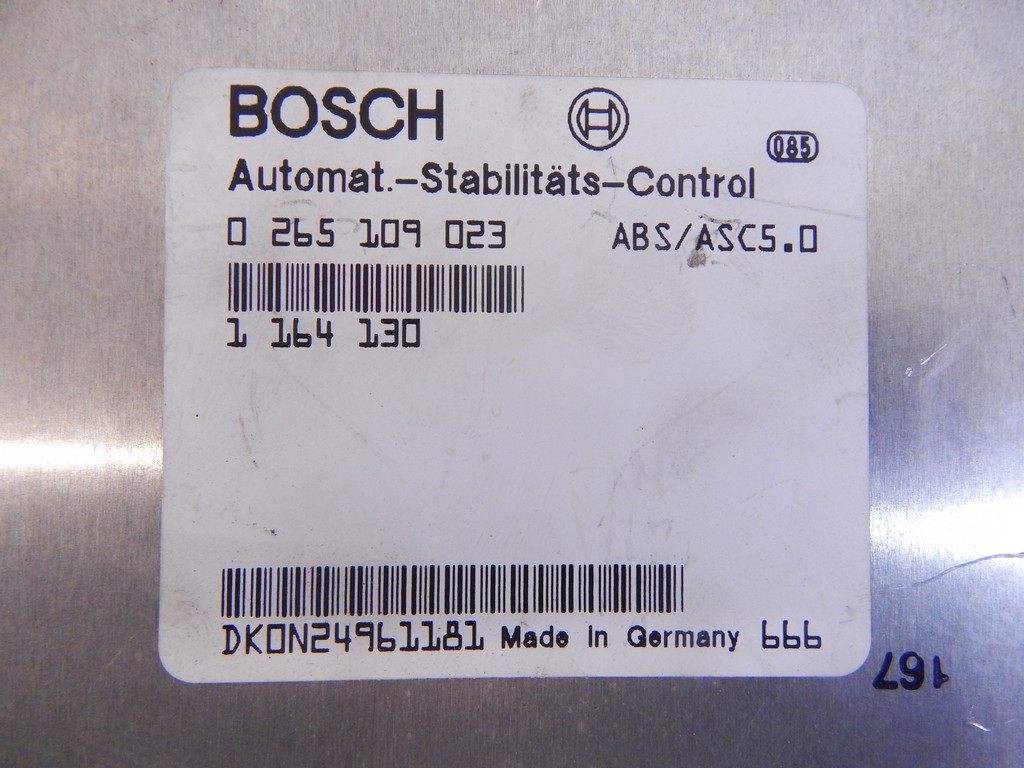 BOSCH
085
Automat.-Stabilitäts-Control
0 265 109 023 ABS/ASC5.0
1 164 130
DK0N24961181 Made In Germany 666
167